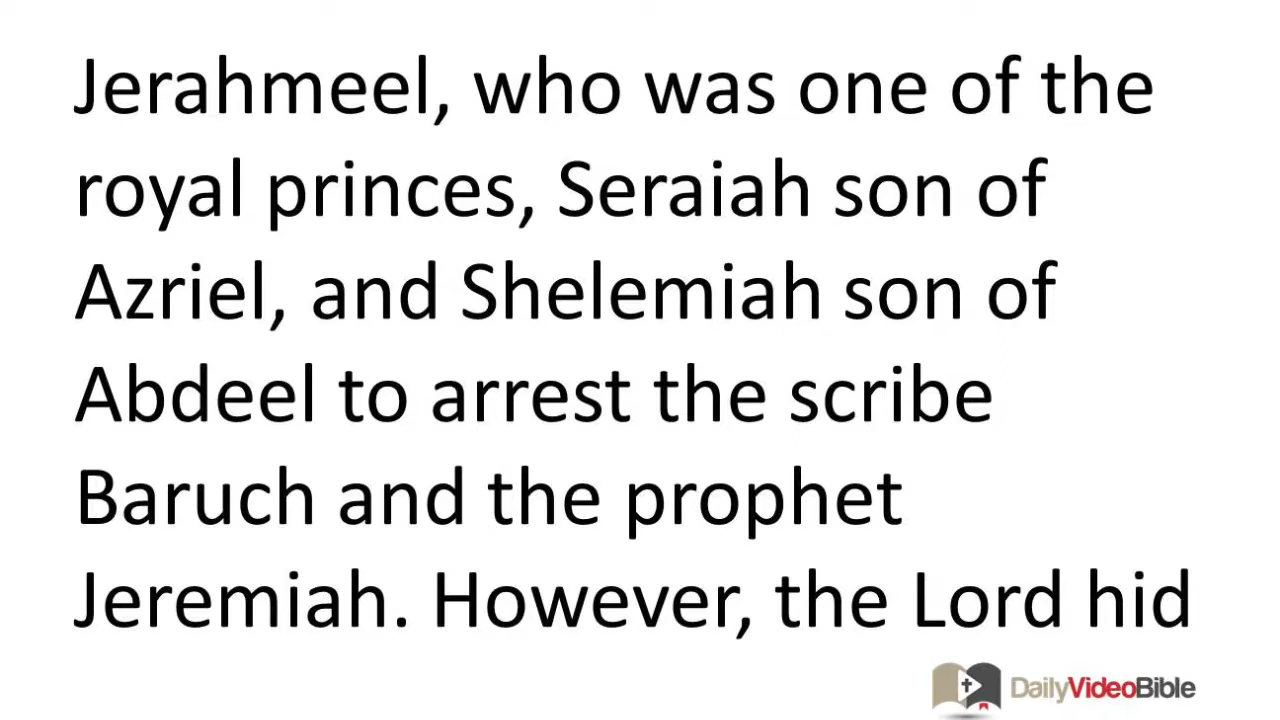 Jerahmeel, who was one of the
royal princes, Seraiah son of
Azriel, and Shelemiah son of
Abdeel to arrest the scribe
Baruch and the prophet
Jeremiah. However, the Lord hid
DailyVideoBible